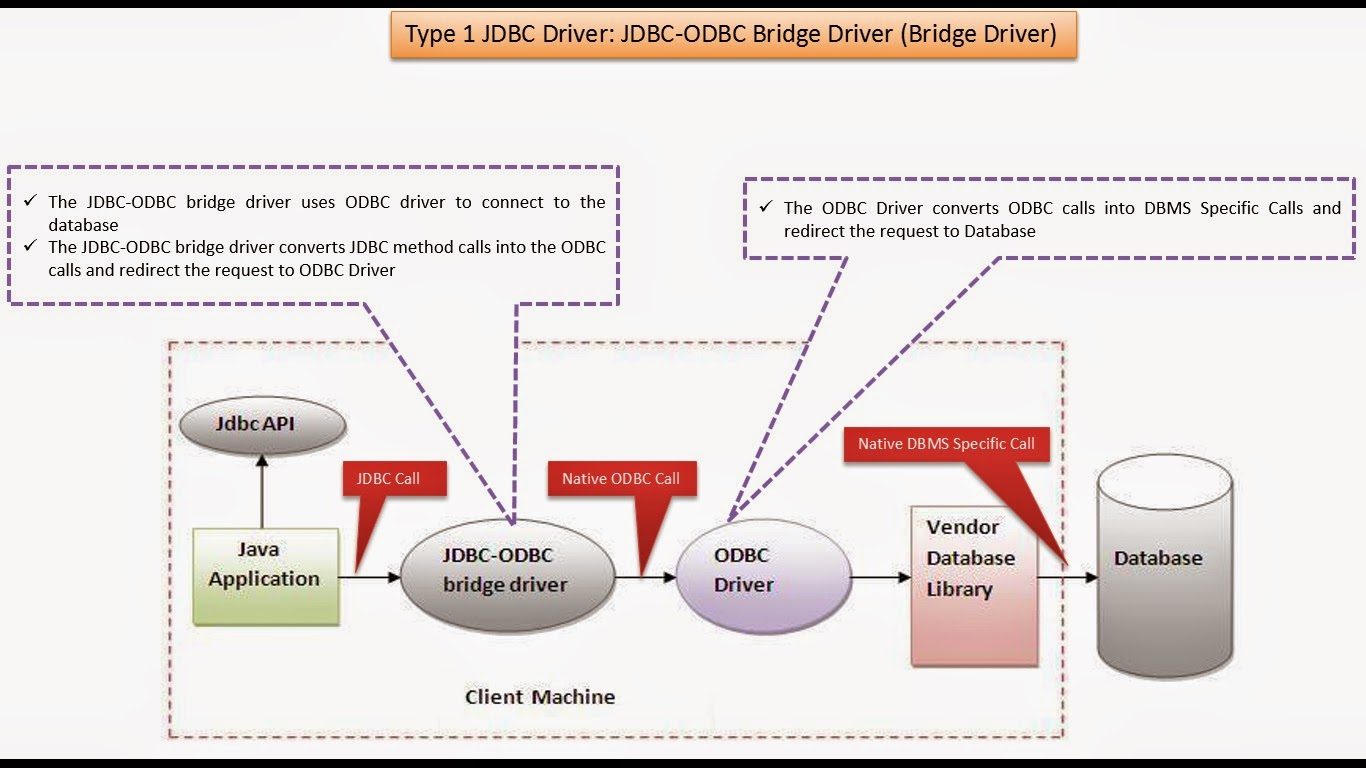 Type 1 JDBC Driver: JDBC-ODBC Bridge Driver (Bridge Driver)
✓ The JDBC-ODBC bridge driver uses ODBC driver to connect to the
database
✓ The JDBC-ODBC bridge driver converts JDBC method calls into the ODBC
calls and redirect the request to ODBC Driver
✓ The ODBC Driver converts ODBC calls into DBMS Specific Calls and
redirect the request to Database
Jdbc API
JDBC Call
Native ODBC Call
Native DBMS Specific Call
Java
Application
JDBC-ODBC
bridge driver
ODBC
Driver
Vendor
Database
Library
Database
Client Machine